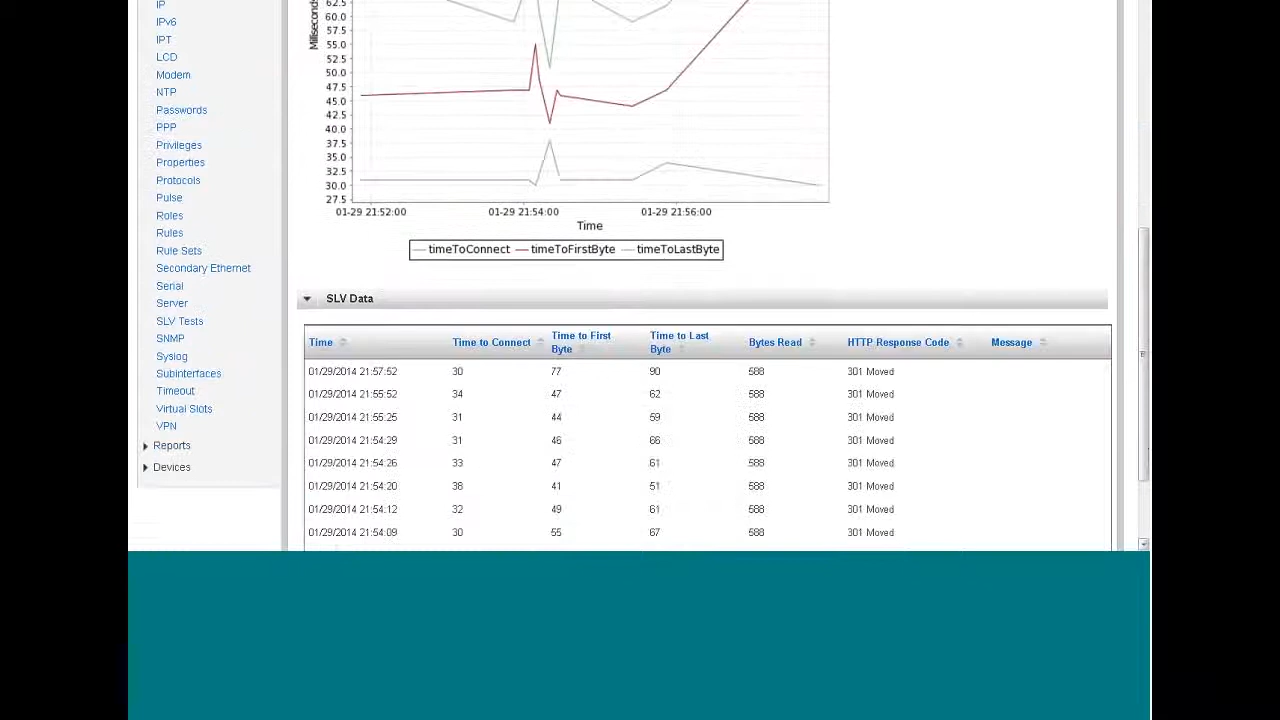 IP
IPv6
IPT
LCD
Modem
NTP
Passwords
PPP
Privileges
Properties
Protocols
Pulse
Roles
Rules
Rule Sets
Secondary Ethernet
Serial
Server
SLV Tests
SNMP
Syslog
Subinterfaces
Timeout
Virtual Slots
VPN
Reports
Devices
Milliseconds
62.5
60.0
57.5
55.0
52.5
50.0
47.5
45.0
42.5
40.0
37.5
35.0
32.5
30.0
27.5
01-29 21:52:00 01-29 21:54:00 01-29 21:56:00
Time
timeToConnect timeToFirstByte timeToLastByte
SLV Data
Time Time to Connect Time to First Byte Time to Last Byte Bytes Read HTTP Response Code Message
01/29/2014 21:57:52 30 77 90 588 301 Moved
01/29/2014 21:55:52 34 47 62 588 301 Moved
01/29/2014 21:55:25 31 44 59 588 301 Moved
01/29/2014 21:54:29 31 46 66 588 301 Moved
01/29/2014 21:54:26 33 47 61 588 301 Moved
01/29/2014 21:54:20 38 41 51 588 301 Moved
01/29/2014 21:54:12 32 49 61 588 301 Moved
01/29/2014 21:54:09 30 55 67 588 301 Moved